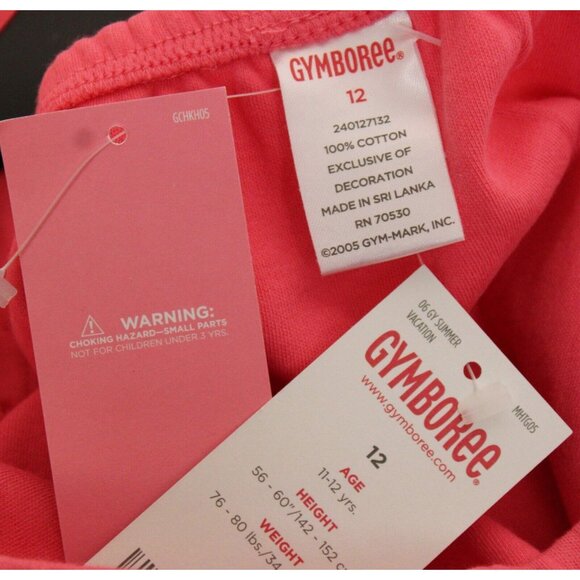 GCHKH05
WARNING:
CHOKING HAZARD—SMALL PARTS
NOT FOR CHILDREN UNDER 3 YRS.
GYMBOREE®
12
240127132
100% COTTON
EXCLUSIVE OF
DECORATION
MADE IN SRI LANKA
RN 70530
©2005 GYM-MARK, INC.
06 GY SUMMER
VACATION
MHTG05
GYMBOREE®
www.gymboree.com
12
AGE
11-12 yrs.
HEIGHT
56 - 60"/142 - 152 c
WEIGHT
76 - 80 lbs./34